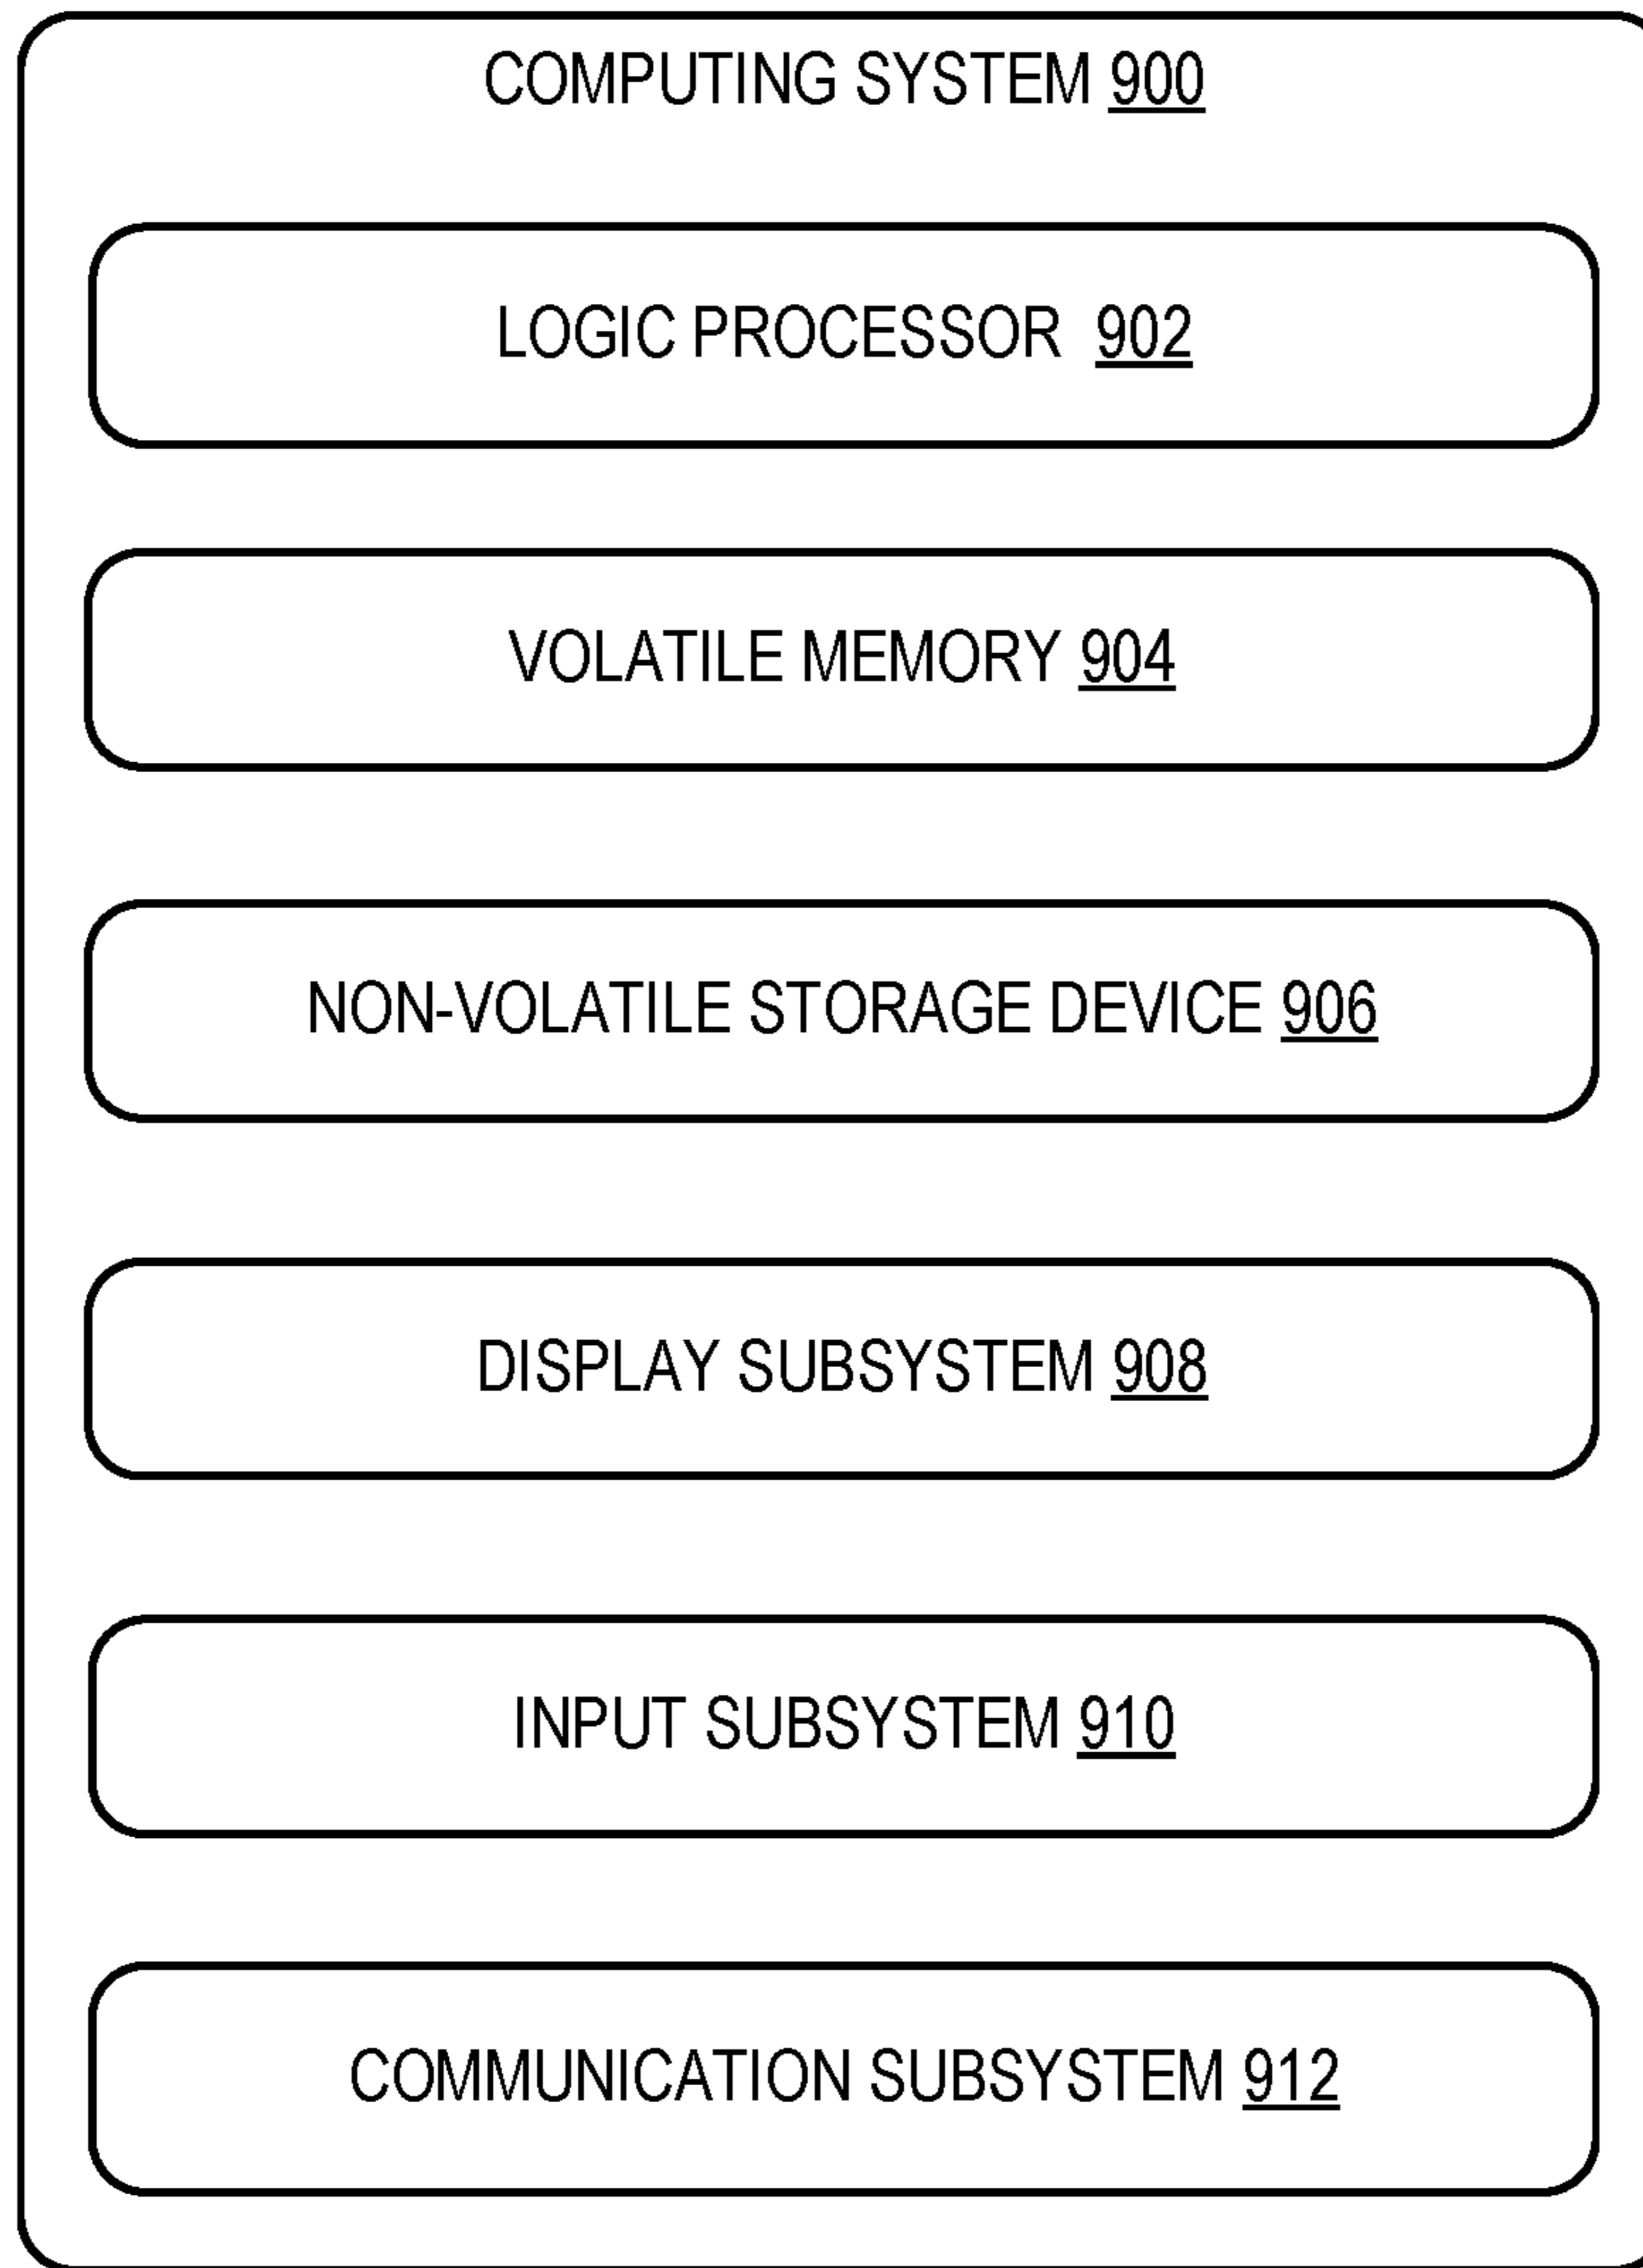 COMPUTING SYSTEM 900
LOGIC PROCESSOR 902
VOLATILE MEMORY 904
NON-VOLATILE STORAGE DEVICE 906
DISPLAY SUBSYSTEM 908
INPUT SUBSYSTEM 910
COMMUNICATION SUBSYSTEM 912